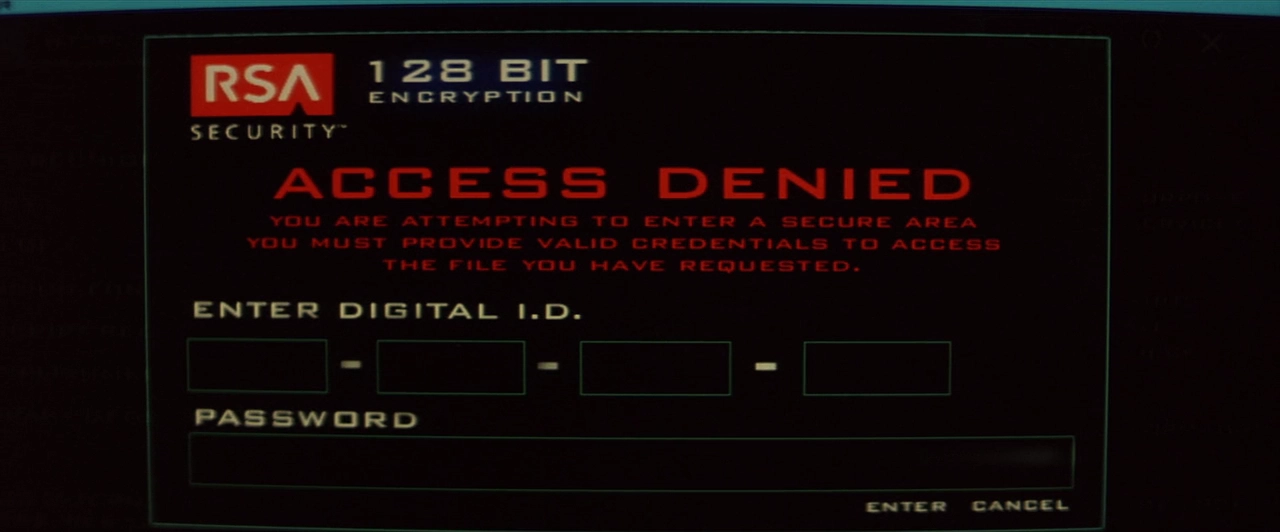 RSA
SECURITY™
128 BIT
ENCRYPTION
ACCESS DENIED
YOU ARE ATTEMPTING TO ENTER A SECURE AREA
YOU MUST PROVIDE VALID CREDENTIALS TO ACCESS
THE FILE YOU HAVE REQUESTED.
ENTER DIGITAL I.D.
- - -
PASSWORD
ENTER CANCEL